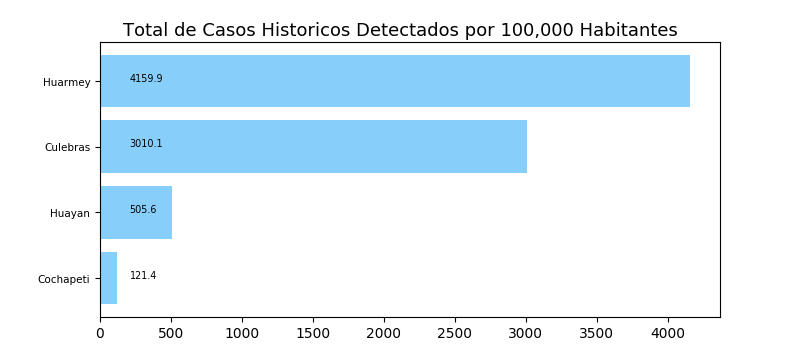 Total de Casos Historicos Detectados por 100,000 Habitantes
Huarmey 4159.9
Culebras 3010.1
Huayan 505.6
Cochapeti 121.4
0 500 1000 1500 2000 2500 3000 3500 4000